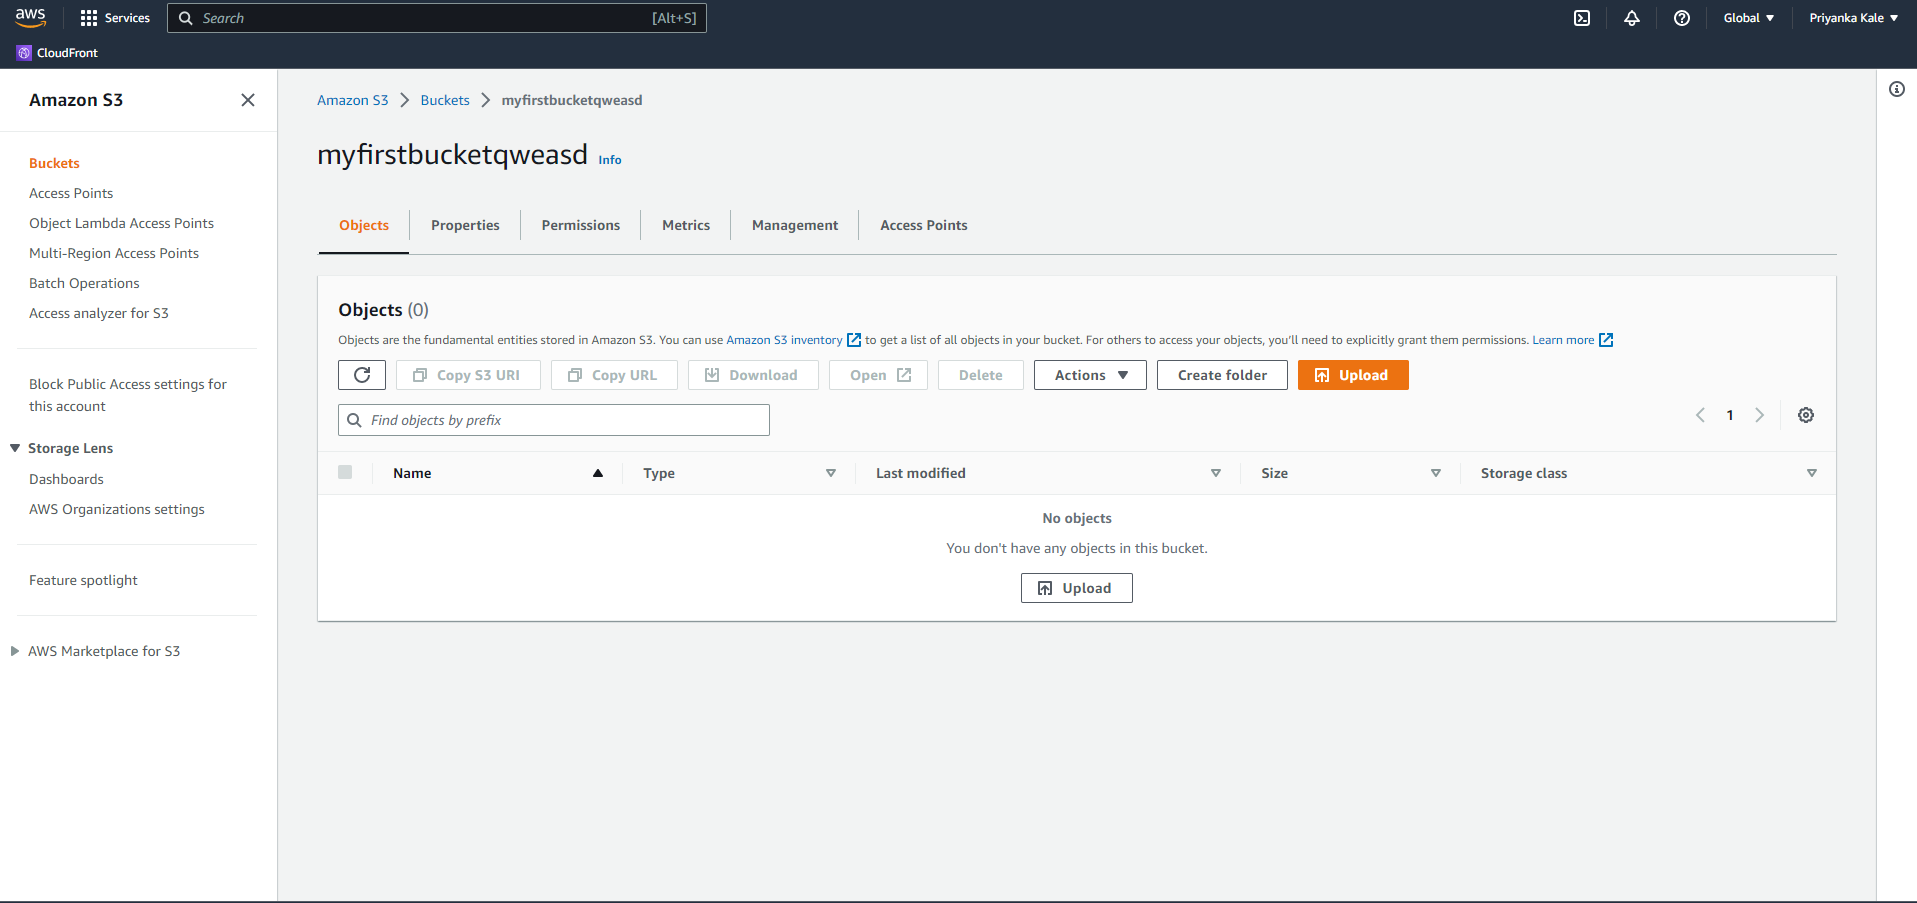 aws
Services
Search
[Alt+S]
Global
Priyanka Kale
CloudFront
Amazon S3
Buckets
Access Points
Object Lambda Access Points
Multi-Region Access Points
Batch Operations
Access analyzer for S3
Block Public Access settings for
this account
Storage Lens
Dashboards
AWS Organizations settings
Feature spotlight
AWS Marketplace for S3
Amazon S3 Buckets myfirstbucketqweasd
myfirstbucketqweasd Info
Objects Properties Permissions Metrics Management Access Points
Objects (0)
Objects are the fundamental entities stored in Amazon S3. You can use Amazon S3 inventory to get a list of all objects in your bucket. For others to access your objects, you'll need to explicitly grant them permissions. Learn more
Copy S3 URI Copy URL Download Open Delete Actions Create folder Upload
Find objects by prefix
1
Name Type Last modified Size Storage class
No objects
You don't have any objects in this bucket.
Upload